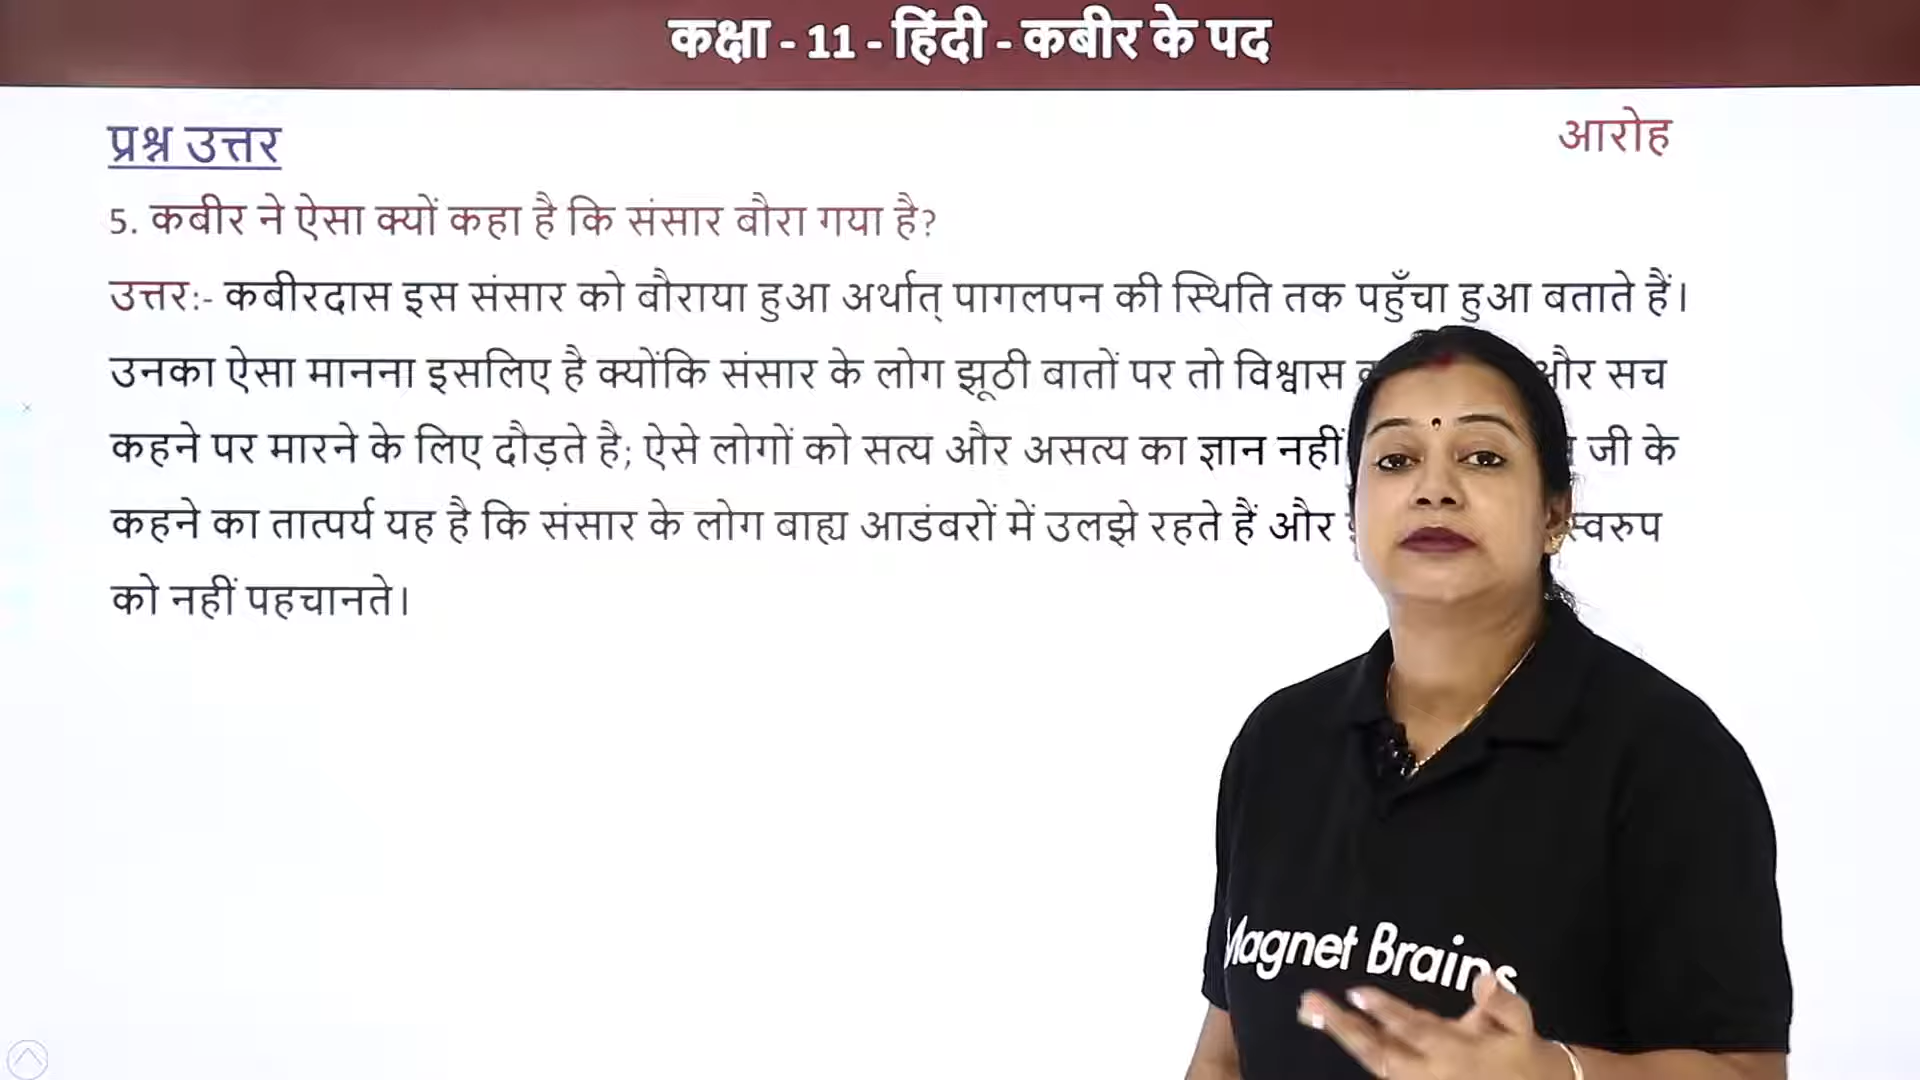 कक्षा - 11 - हिंदी - कबीर के पद
प्रश्न उत्तर
आरोह
5. कबीर ने ऐसा क्यों कहा है कि संसार बौरा गया है?
उत्तर:- कबीरदास इस संसार को बौराया हुआ अर्थात् पागलपन की स्थिति तक पहुँचा हुआ बताते हैं।
उनका ऐसा मानना इसलिए है क्योंकि संसार के लोग झूठी बातों पर तो विश्वास और सच
कहने पर मारने के लिए दौड़ते है; ऐसे लोगों को सत्य और असत्य का ज्ञान नहीं जी के
कहने का तात्पर्य यह है कि संसार के लोग बाह्य आडंबरों में उलझे रहते हैं और स्वरुप
को नहीं पहचानते।
Magnet Brains